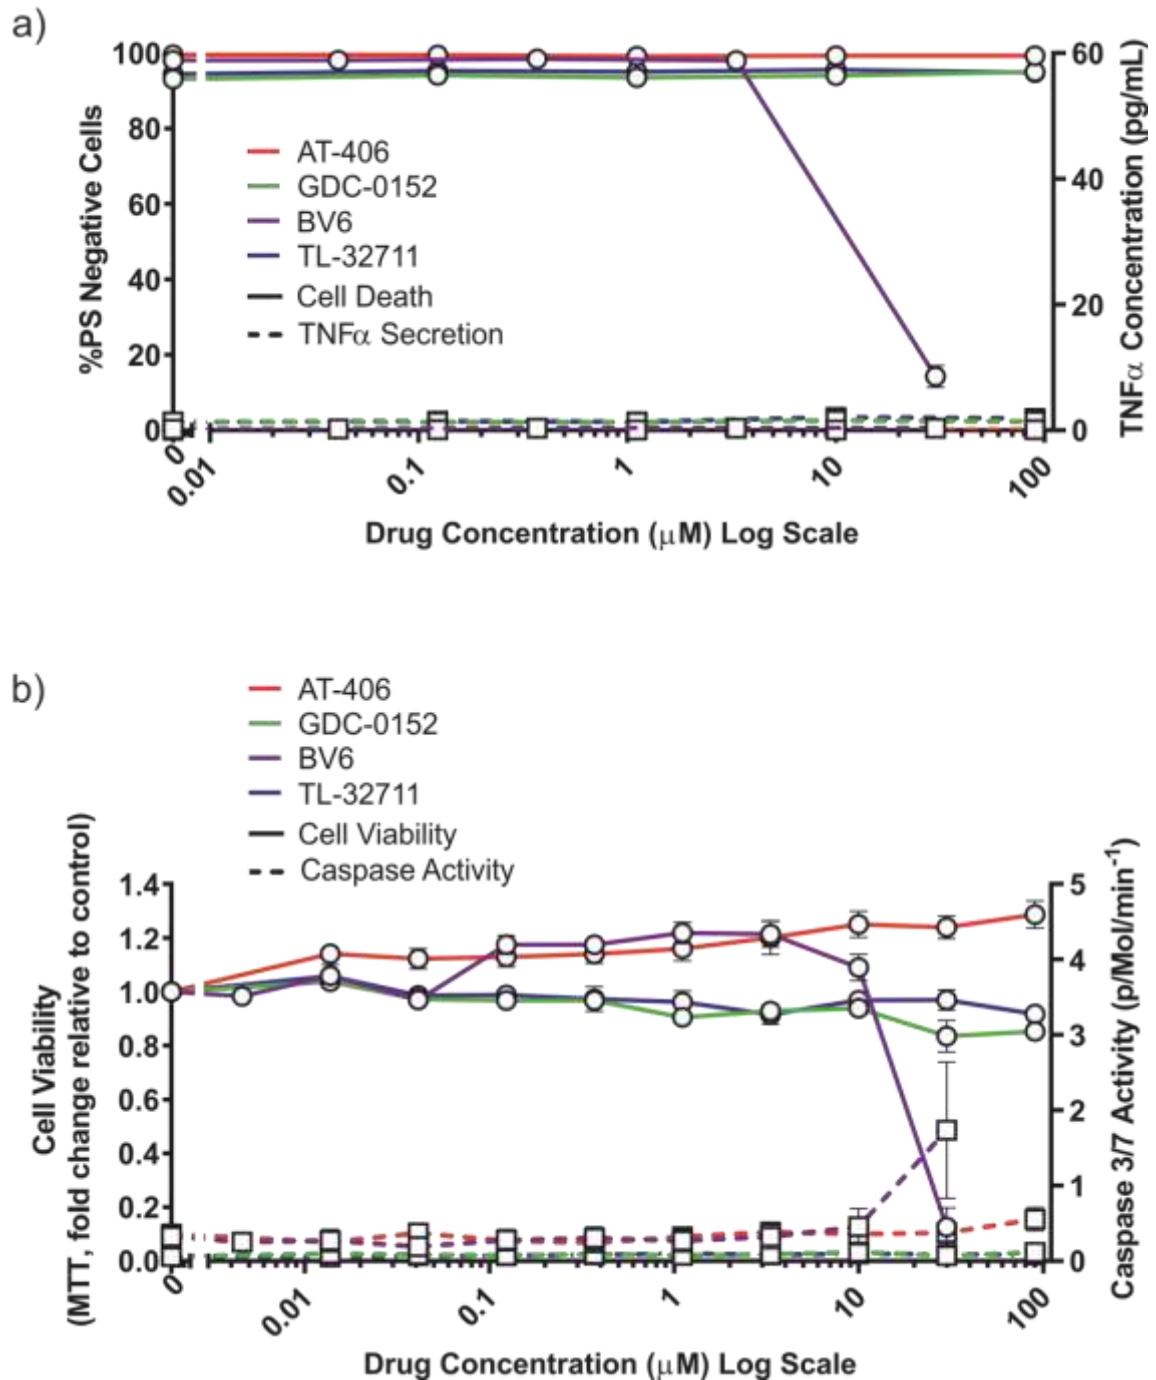 a)
100
80
60
40
20
0
%PS Negative Cells
60
40
20
0
TNFα Concentration (pg/mL)
AT-406
GDC-0152
BV6
TL-32711
Cell Death
TNFα Secretion
0 0.01 0.1 1 10 100
Drug Concentration (μM) Log Scale
b)
AT-406
GDC-0152
BV6
TL-32711
Cell Viability
Caspase Activity
1.4
1.2
1.0
0.8
0.6
0.4
0.2
0.0
Cell Viability
(MTT, fold change relative to control)
5
4
3
2
1
0
Caspase 3/7 Activity (p/Mol/min⁻¹)
0 0.01 0.1 1 10 100
Drug Concentration (μM) Log Scale